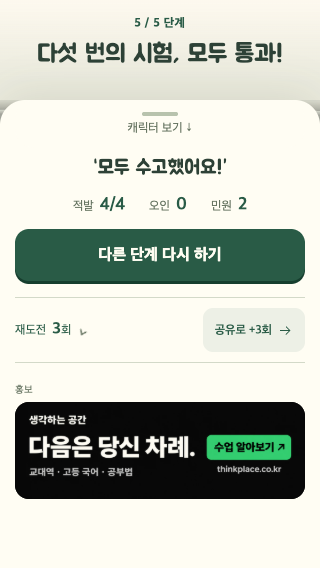 5 / 5 단계
다섯 번의 시험, 모두 통과!
캐릭터 보기 ↓
‘모두 수고했어요!’
적발 4/4 오인 0 민원 2
다른 단계 다시 하기
재도전 3회
공유로 +3회 →
홍보
생각하는 공간
다음은 당신 차례.
수업 알아보기 ↗
교대역 · 고등 국어 · 공부법
thinkplace.co.kr